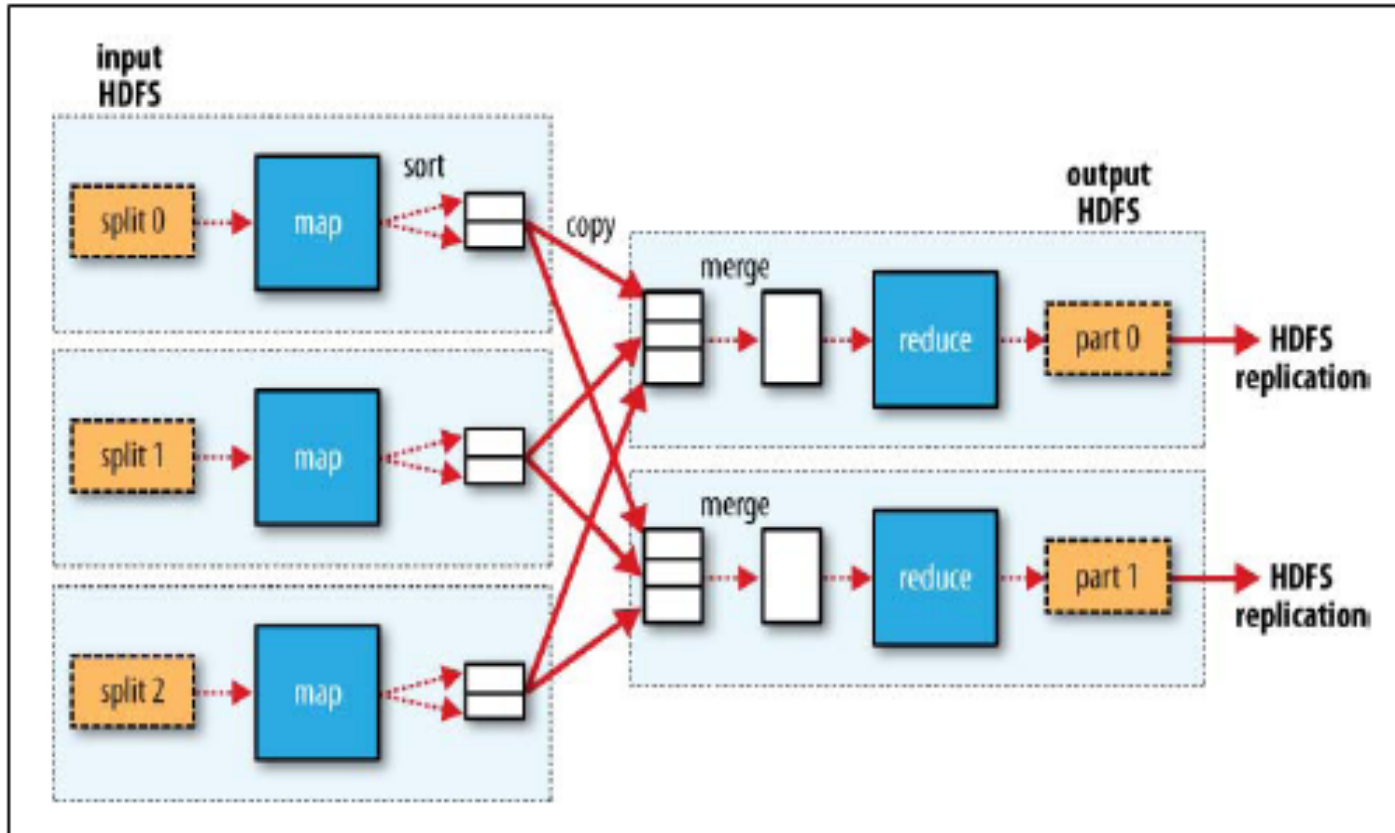 input
HDFS
sort
split 0
map
copy
output
HDFS
merge
reduce
part 0
HDFS
replication
split 1
map
merge
reduce
part 1
HDFS
replication
split 2
map